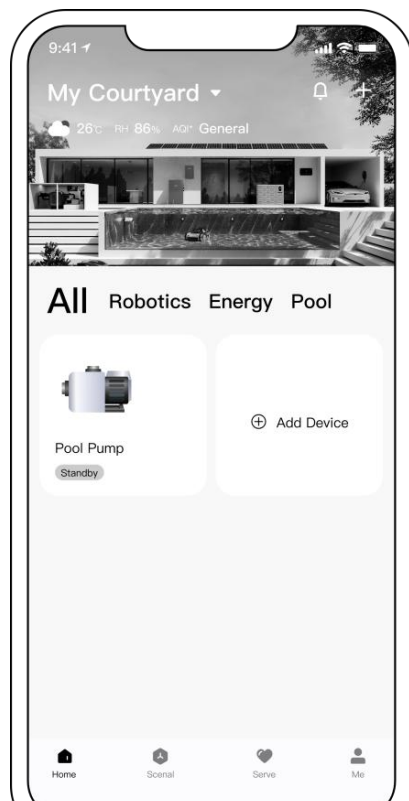 9:41
My Courtyard
26℃ RH 86% AQI* General
All Robotics Energy Pool
Pool Pump
Standby
Add Device
Home Scenal Serve Me